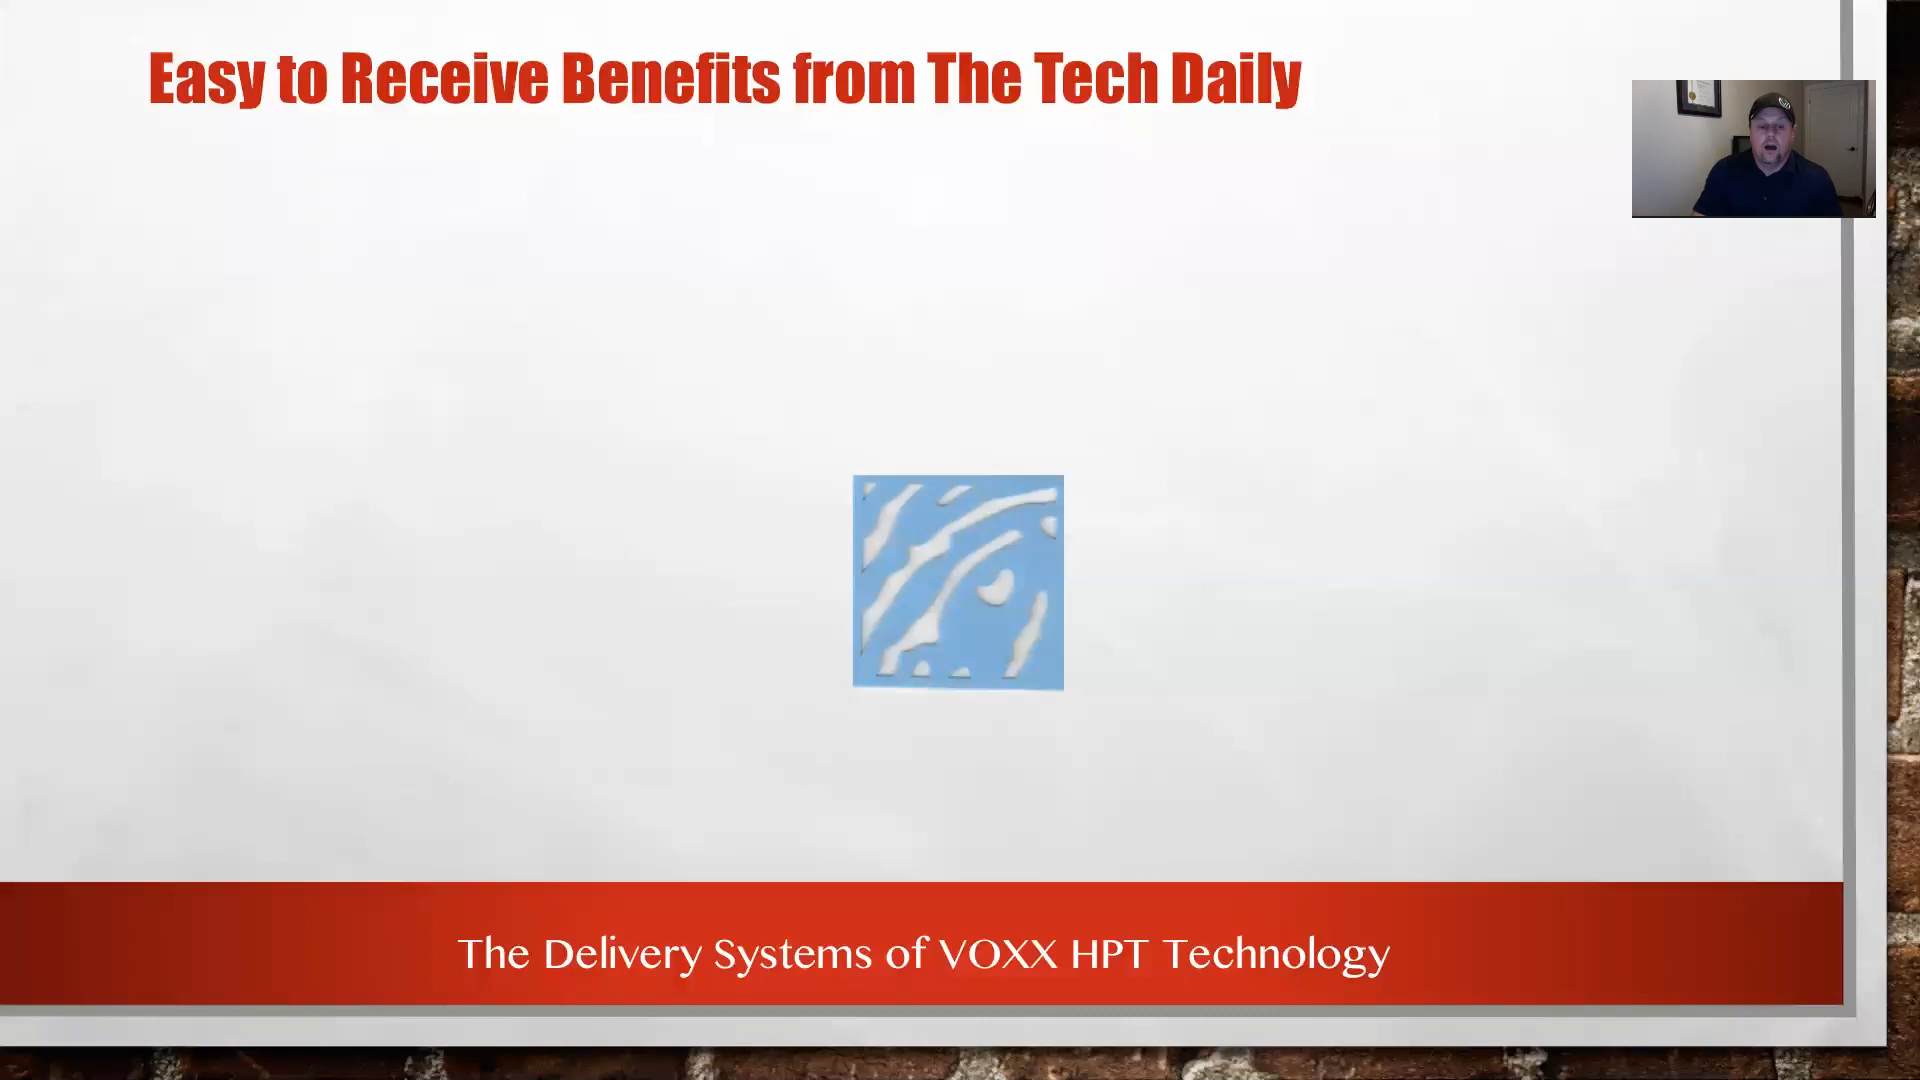 Easy to Receive Benefits from The Tech Daily
The Delivery Systems of VOXX HPT Technology